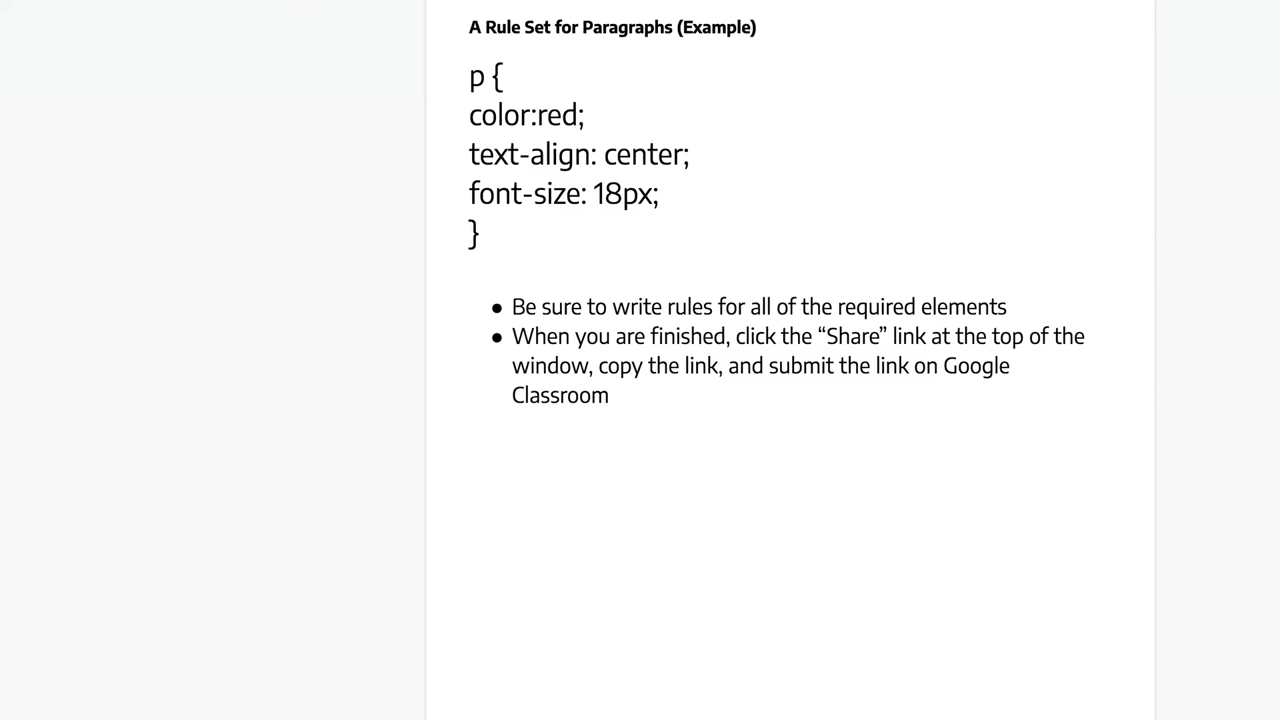 A Rule Set for Paragraphs (Example)
p {
color:red;
text-align: center;
font-size: 18px;
}
● Be sure to write rules for all of the required elements
● When you are finished, click the “Share” link at the top of the
window, copy the link, and submit the link on Google
Classroom